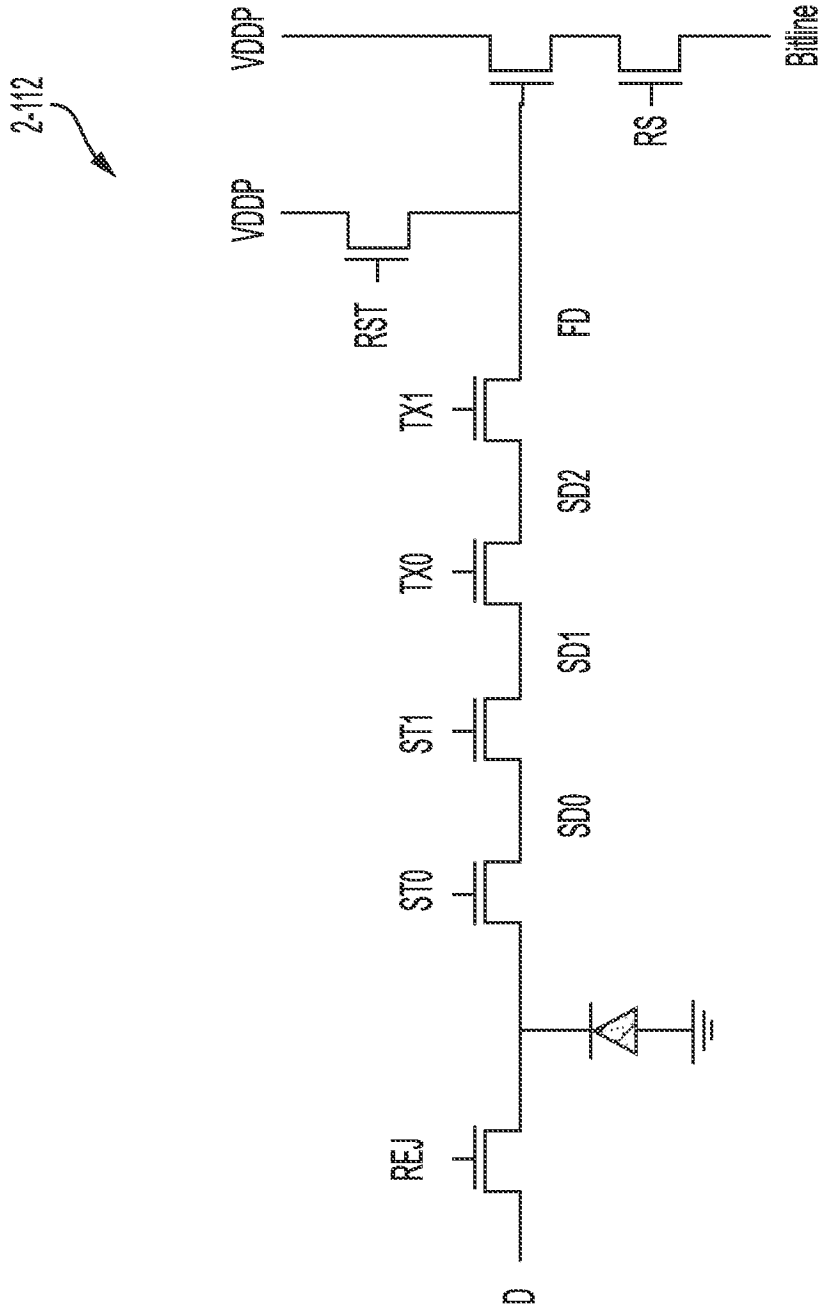 2-112
VDDP
VDDP
RST
RS
Bitline
REJ
ST0
ST1
TX0
TX1
D
SD0
SD1
SD2
FD